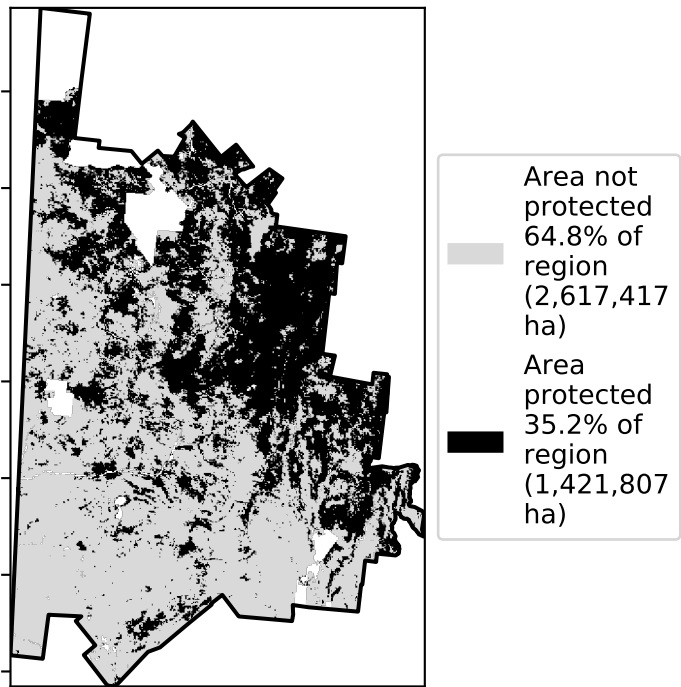 Area not
protected
64.8% of
region
(2,617,417
ha)
Area
protected
35.2% of
region
(1,421,807
ha)